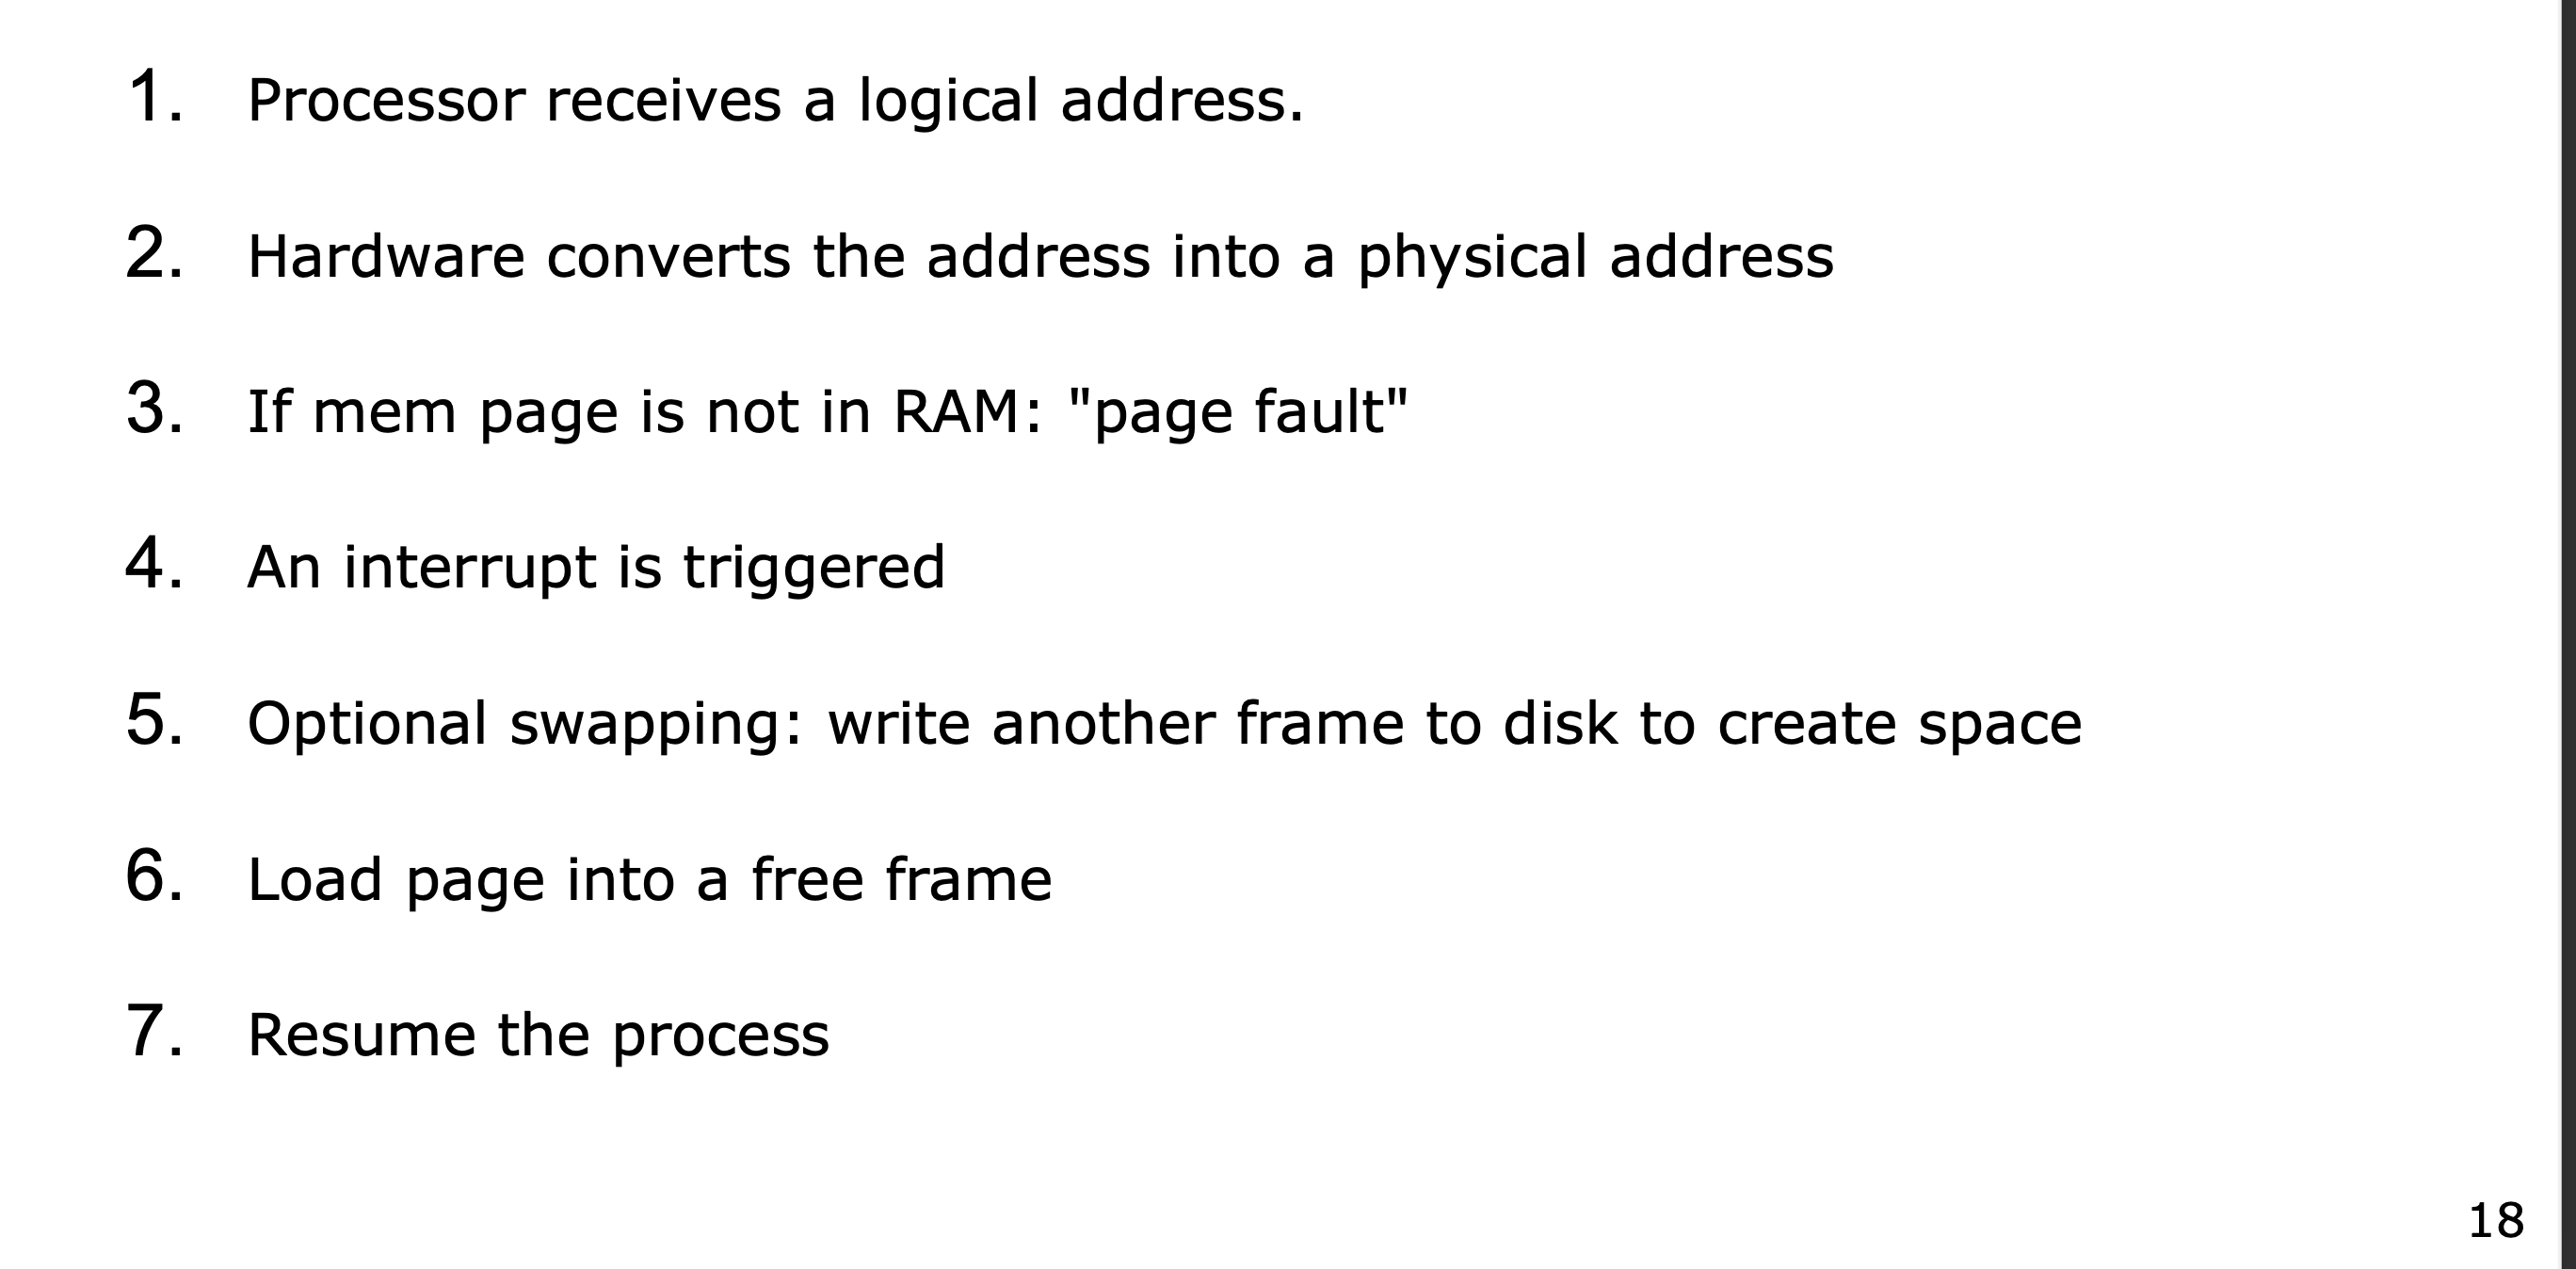 1. Processor receives a logical address.
2. Hardware converts the address into a physical address
3. If mem page is not in RAM: "page fault"
4. An interrupt is triggered
5. Optional swapping: write another frame to disk to create space
6. Load page into a free frame
7. Resume the process
18